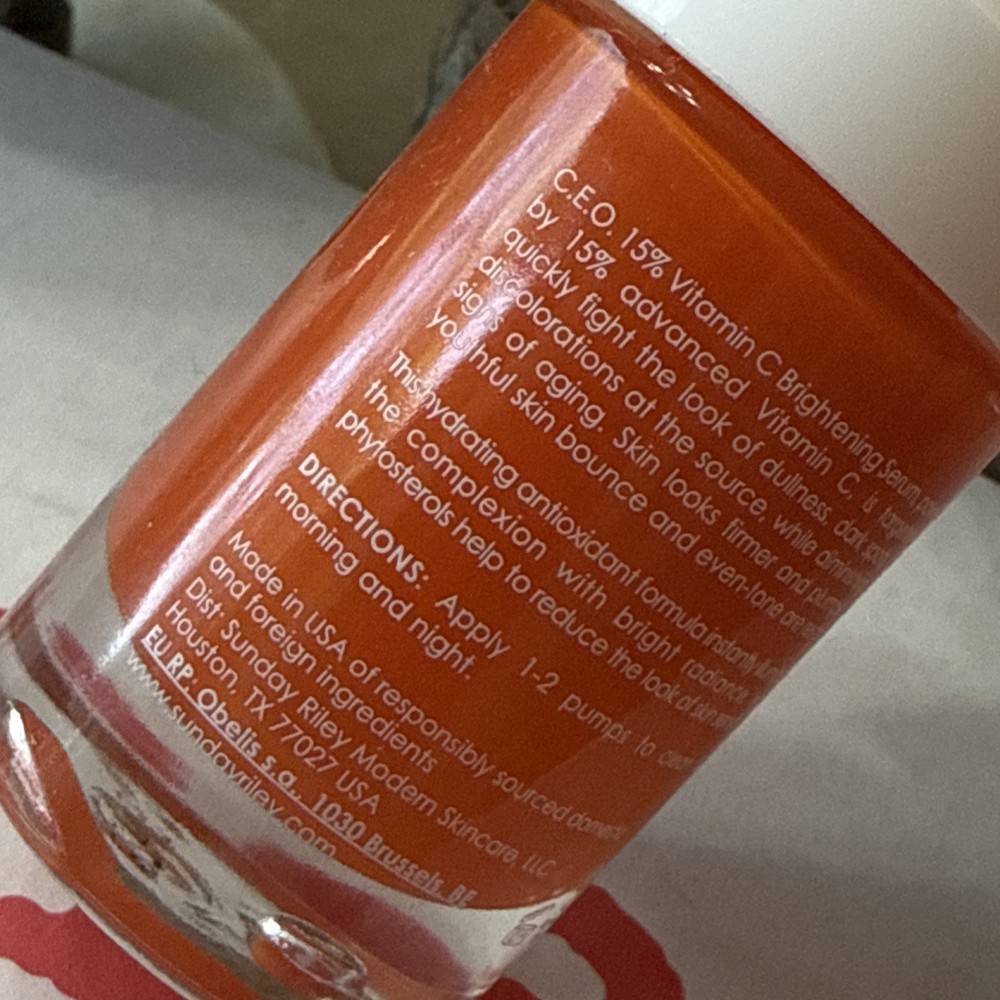 C.E.O. 15% Vitamin C Brightening Serum,
by 15% advanced Vitamin C, is
quickly fight the look of dullness, dark
discolorations at the source, while
signs of aging. Skin looks firmer and
youthful skin bounce and even-tone are
This hydrating antioxidant formula instantly
the complexion with bright radiance
phytosterols help to reduce the look of
DIRECTIONS: Apply 1-2 pumps to
morning and night.
Made in USA of responsibly sourced domestic
and foreign ingredients
Dist: Sunday Riley Modern Skincare, LLC
Houston, TX 77027 USA
EU RP. Obelis s.a., 1030 Brussels, BE
www.sundayriley.com